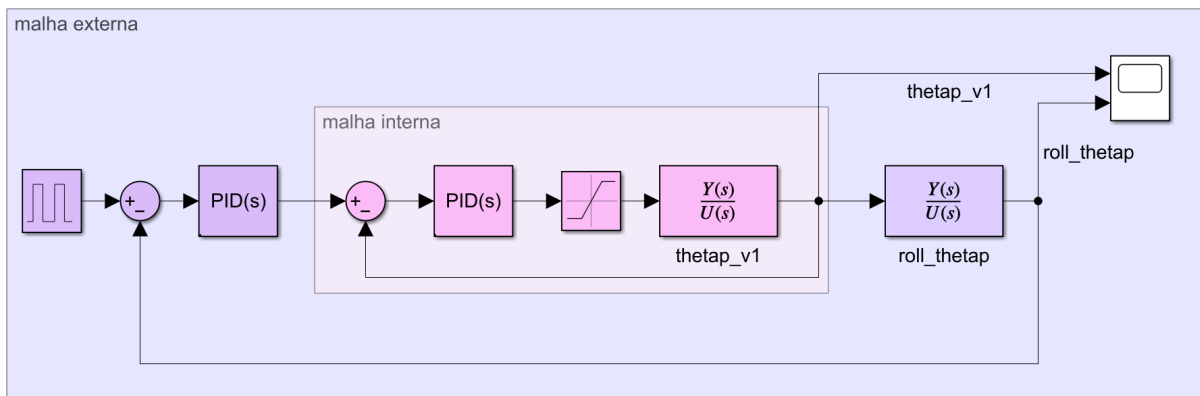 malha externa
thetap_v1
malha interna
roll_thetap
+
−
PID(s)
+
−
PID(s)
Y(s)
U(s)
Y(s)
U(s)
thetap_v1
roll_thetap